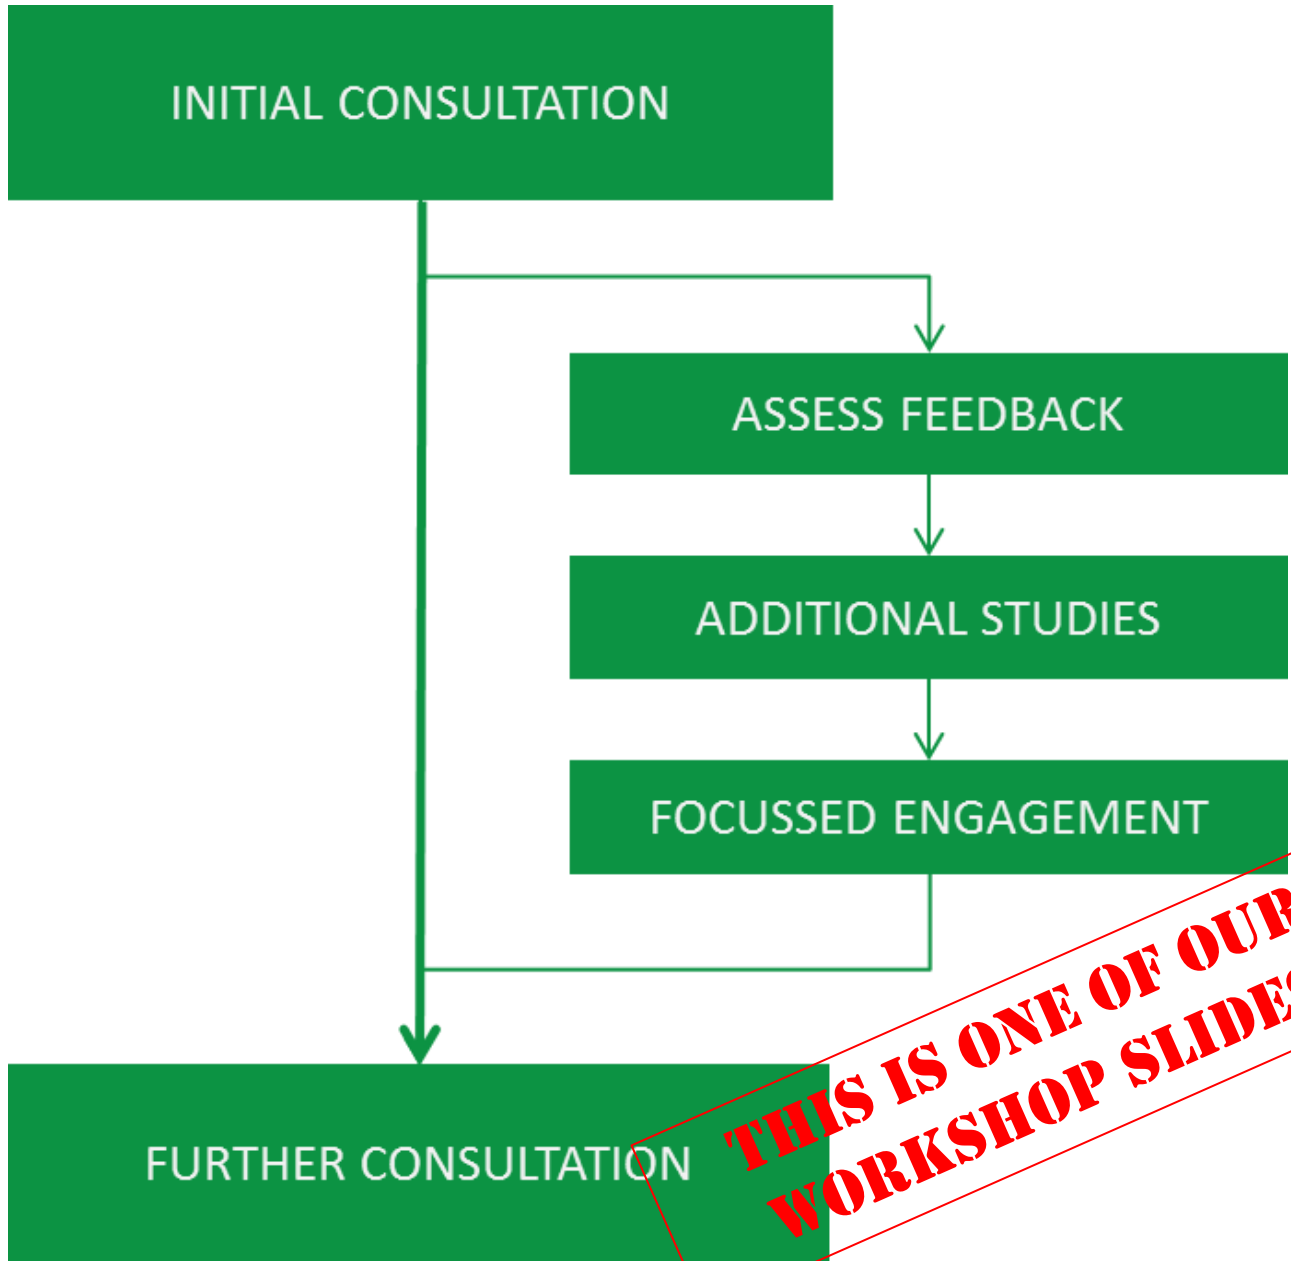 INITIAL CONSULTATION
ASSESS FEEDBACK
ADDITIONAL STUDIES
FOCUSSED ENGAGEMENT
FURTHER CONSULTATION
THIS IS ONE OF OUR
WORKSHOP SLIDES